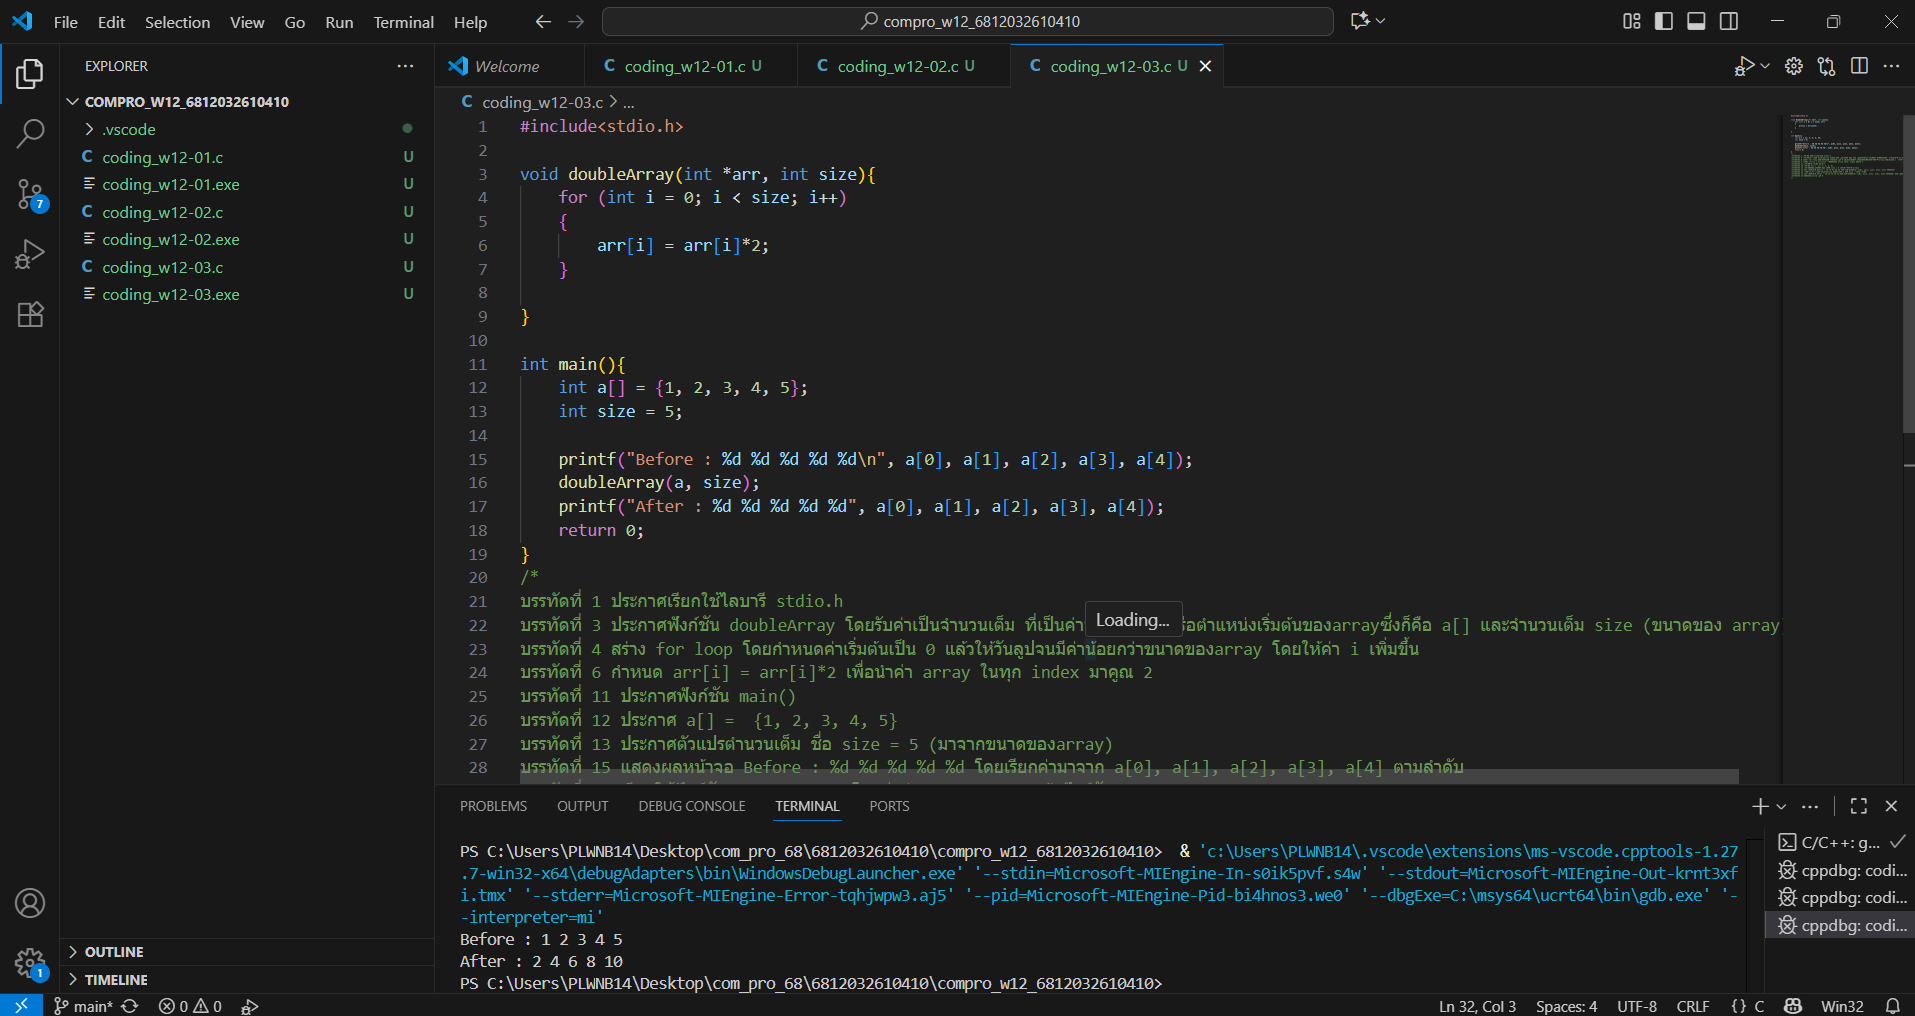 File Edit Selection View Go Run Terminal Help
compro_w12_6812032610410
EXPLORER
COMPRO_W12_6812032610410
.vscode
coding_w12-01.c U
coding_w12-01.exe U
coding_w12-02.c U
coding_w12-02.exe U
coding_w12-03.c U
coding_w12-03.exe U
7
1
OUTLINE
TIMELINE
Welcome
C coding_w12-01.c U
C coding_w12-02.c U
C coding_w12-03.c U
C coding_w12-03.c > ...
1 #include<stdio.h>
2
3 void doubleArray(int *arr, int size){
4 for (int i = 0; i < size; i++)
5 {
6 arr[i] = arr[i]*2;
7 }
8
9 }
10
11 int main(){
12 int a[] = {1, 2, 3, 4, 5};
13 int size = 5;
14
15 printf("Before : %d %d %d %d %d\n", a[0], a[1], a[2], a[3], a[4]);
16 doubleArray(a, size);
17 printf("After : %d %d %d %d %d", a[0], a[1], a[2], a[3], a[4]);
18 return 0;
19 }
20 /*
21 บรรทัดที่ 1 ประกาศเรียกใช้ไลบารี stdio.h
22 บรรทัดที่ 3 ประกาศฟังก์ชัน doubleArray โดยรับค่าเป็นจำนวนเต็ม ที่เป็นค่า รือตำแหน่งเริ่มต้นของarrayซึ่งก็คือ a[] และจำนวนเต็ม size (ขนาดของ array
Loading...
23 บรรทัดที่ 4 สร่าง for loop โดยกำหนดค่าเริ่มต้นเป็น 0 แล้วให้วันลูปจนมีค่าน้อยกว่าขนาดของarray โดยให้ค่า i เพิ่มขึ้น
24 บรรทัดที่ 6 กำหนด arr[i] = arr[i]*2 เพื่อนำค่า array ในทุก index มาคูณ 2
25 บรรทัดที่ 11 ประกาศฟังก์ชัน main()
26 บรรทัดที่ 12 ประกาศ a[] = {1, 2, 3, 4, 5}
27 บรรทัดที่ 13 ประกาศตัวแปรตำนวนเต็ม ชื่อ size = 5 (มาจากขนาดของarray)
28 บรรทัดที่ 15 แสดงผลหน้าจอ Before : %d %d %d %d %d โดยเรียกค่ามาจาก a[0], a[1], a[2], a[3], a[4] ตามลำดับ
PROBLEMS OUTPUT DEBUG CONSOLE TERMINAL PORTS
PS C:\Users\PLWNB14\Desktop\com_pro_68\6812032610410\compro_w12_6812032610410> & 'c:\Users\PLWNB14\.vscode\extensions\ms-vscode.cpptools-1.27
.7-win32-x64\debugAdapters\bin\WindowsDebugLauncher.exe' '--stdin=Microsoft-MIEngine-In-s0ik5pvf.s4w' '--stdout=Microsoft-MIEngine-Out-krnt3xf
i.tmx' '--stderr=Microsoft-MIEngine-Error-tqhjwpw3.aj5' '--pid=Microsoft-MIEngine-Pid-bi4hnos3.we0' '--dbgExe=C:\msys64\ucrt64\bin\gdb.exe' '-
-interpreter=mi'
Before : 1 2 3 4 5
After : 2 4 6 8 10
PS C:\Users\PLWNB14\Desktop\com_pro_68\6812032610410\compro_w12_6812032610410>
C/C++: g...
cppdbg: codi...
cppdbg: codi...
cppdbg: codi...
main* 0 0 Ln 32, Col 3 Spaces: 4 UTF-8 CRLF {} C Win32